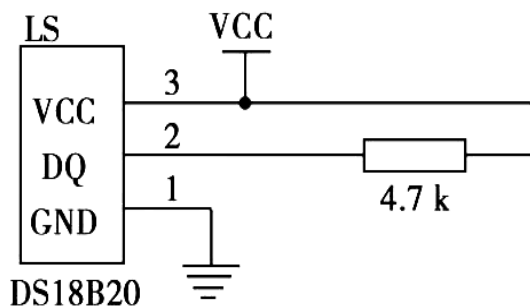 LS
VCC
3
VCC
2
DQ
1
4.7 k
GND
DS18B20